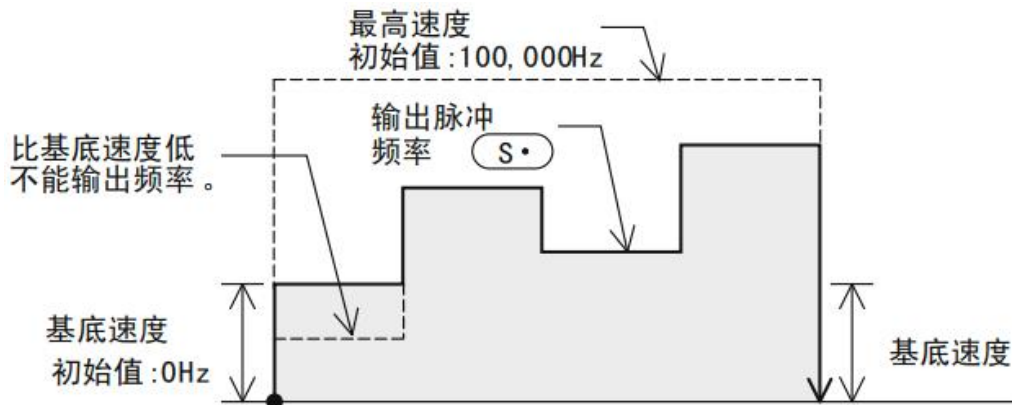 最高速度
初始值:100,000Hz
输出脉冲
频率 S•
比基底速度低
不能输出频率。
基底速度
初始值:0Hz
基底速度